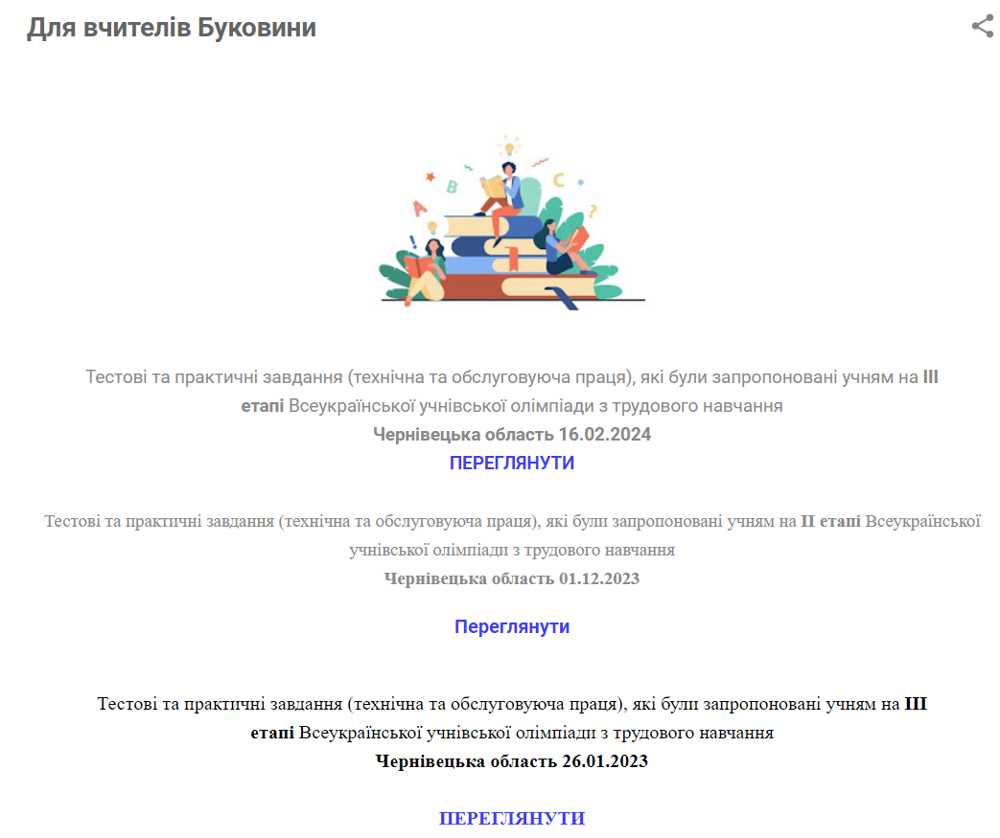 Для вчителів Буковини
A
B
C
?
!
Тестові та практичні завдання (технічна та обслуговуюча праця), які були запропоновані учням на ІІІ
етапі Всеукраїнської учнівської олімпіади з трудового навчання
Чернівецька область 16.02.2024
ПЕРЕГЛЯНУТИ
Тестові та практичні завдання (технічна та обслуговуюча праця), які були запропоновані учням на ІІ етапі Всеукраїнської
учнівської олімпіади з трудового навчання
Чернівецька область 01.12.2023
Переглянути
Тестові та практичні завдання (технічна та обслуговуюча праця), які були запропоновані учням на ІІІ
етапі Всеукраїнської учнівської олімпіади з трудового навчання
Чернівецька область 26.01.2023
ПЕРЕГЛЯНУТИ